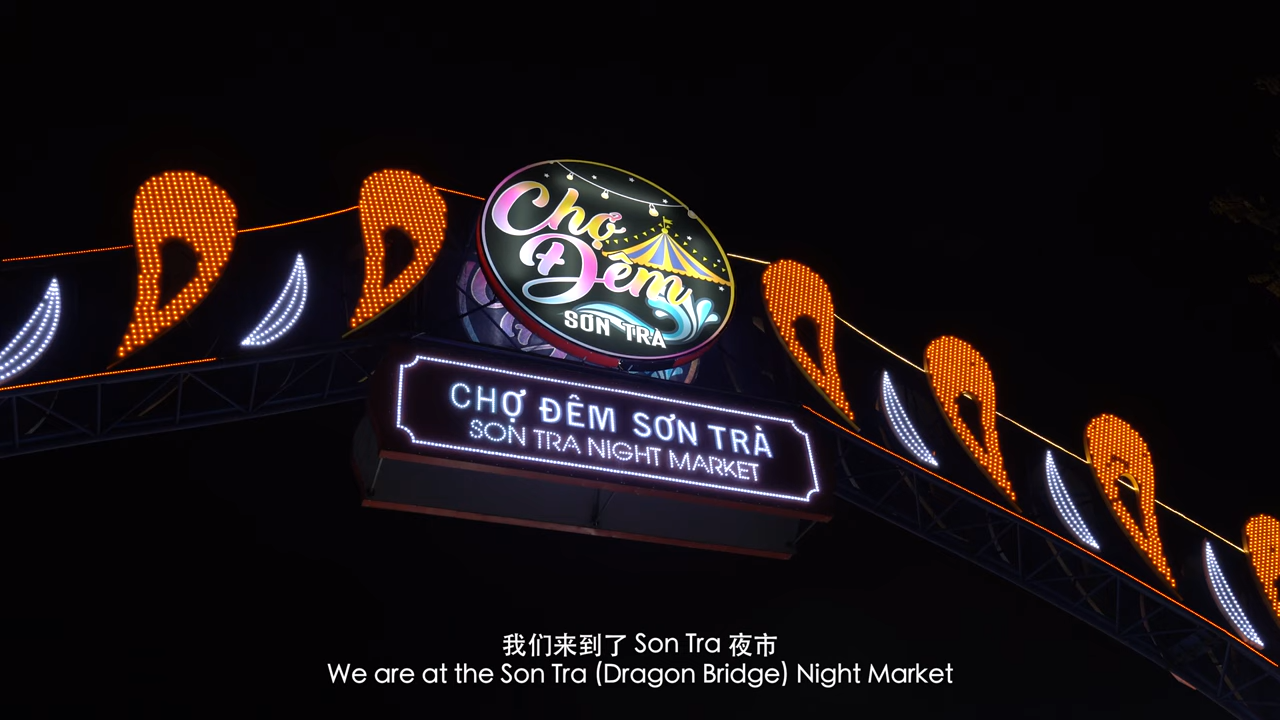 Chợ
Đêm
SƠN TRÀ
CHỢ ĐÊM SƠN TRÀ
SON TRA NIGHT MARKET
我们来到了 Son Tra 夜市
We are at the Son Tra (Dragon Bridge) Night Market